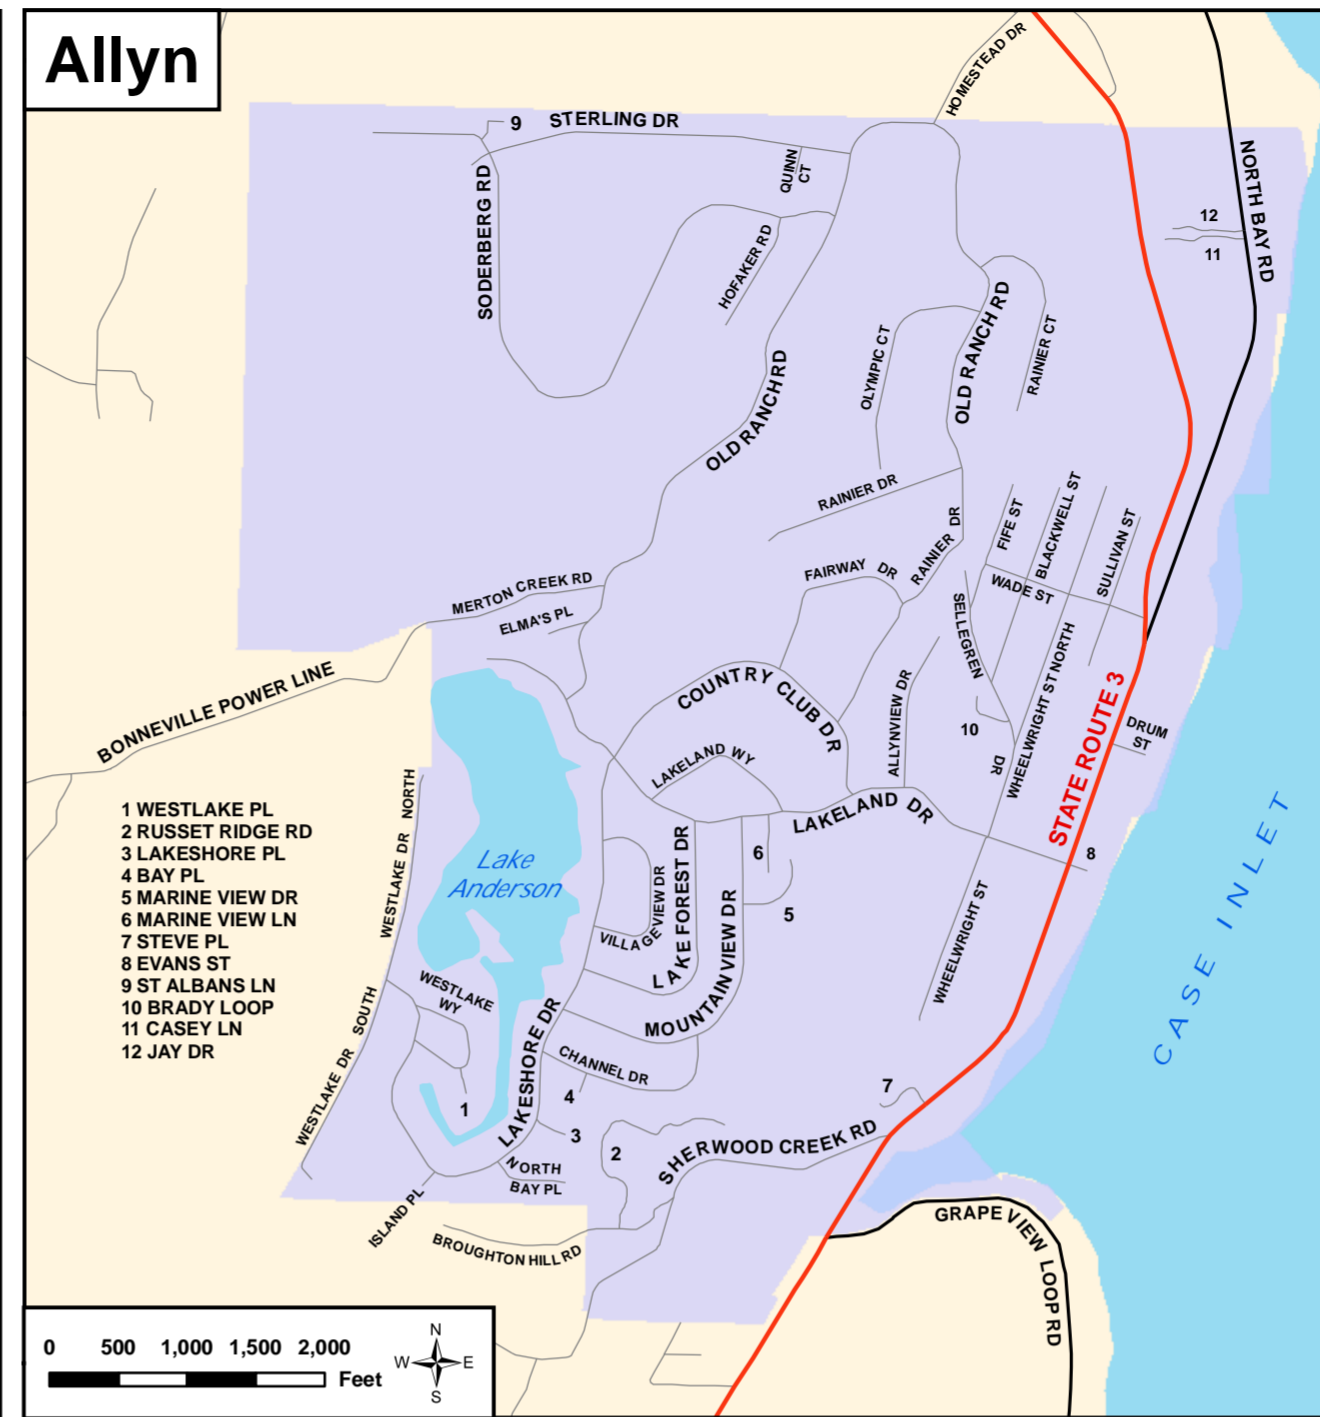 Allyn
HOMESTEAD DR
9
STERLING DR
QUINN
CT
NORTH BAY RD
SODERBERG RD
12
11
HOFAKER RD
OLD RANCH RD
RAINIER CT
OLYMPIC CT
OLD RANCH RD
RAINIER DR
FIFE ST
BLACKWELL ST
SULLIVAN ST
RAINIER DR
FAIRWAY DR
WADE ST
MERTON CREEK RD
ELMA'S PL
SELLEGREN DR
WHEELWRIGHT ST NORTH
BONNEVILLE POWER LINE
COUNTRY CLUB DR
ALLYNVIEW DR
10
STATE ROUTE 3
DRUM
ST
LAKELAND WY
LAKELAND DR
WESTLAKE DR NORTH
1 WESTLAKE PL
2 RUSSET RIDGE RD
3 LAKESHORE PL
4 BAY PL
5 MARINE VIEW DR
6 MARINE VIEW LN
7 STEVE PL
8 EVANS ST
9 ST ALBANS LN
10 BRADY LOOP
11 CASEY LN
12 JAY DR
Lake
Anderson
6
8
VILLAGE VIEW DR
LAKE FOREST DR
MOUNTAIN VIEW DR
5
WHEELWRIGHT ST
CASE INLET
WESTLAKE
WY
WESTLAKE DR SOUTH
LAKESHORE DR
CHANNEL DR
4
1
3
7
2
SHERWOOD CREEK RD
NORTH
BAY PL
ISLAND PL
BROUGHTON HILL RD
GRAPE VIEW LOOP RD
0 500 1,000 1,500 2,000
Feet
N
W E
S